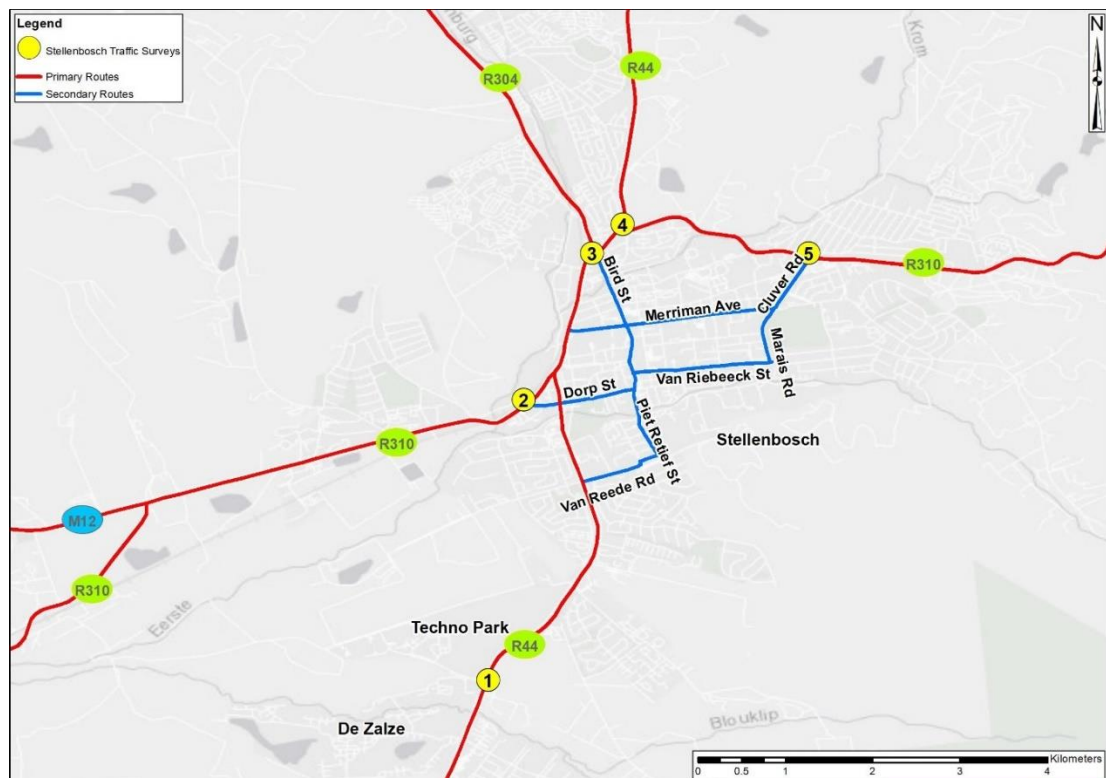 Legend
Stellenbosch Traffic Surveys
Primary Routes
Secondary Routes
R304
R44
N
Krom
4
3
5
R310
Bird St
Cluver Rd
Merriman Ave
Marais Rd
Van Riebeeck St
2
Dorp St
Piet Retief St
Stellenbosch
R310
Van Reede Rd
M12
R310
Eerste
Techno Park
R44
1
De Zalze
Blouklip
Kilometers
0 0.5 1 2 3 4